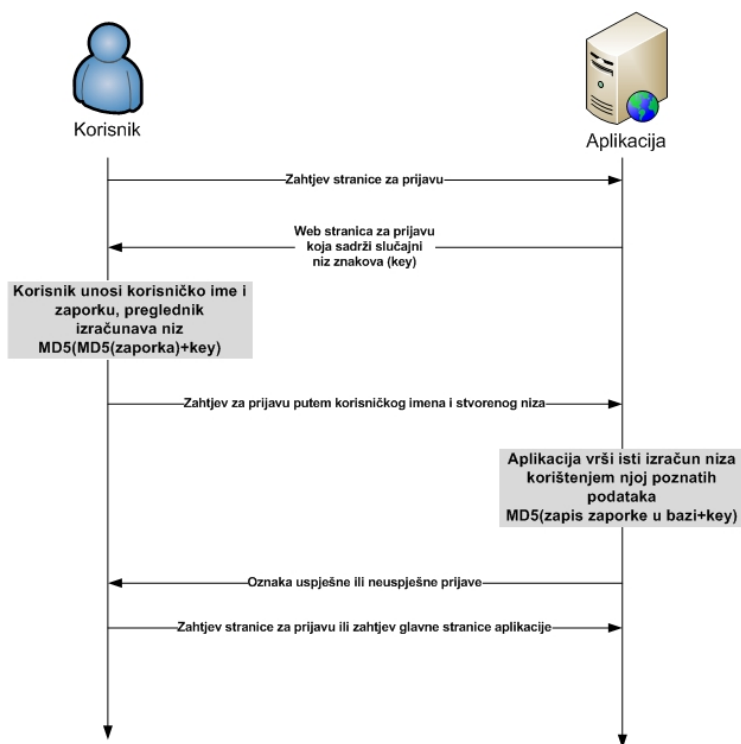 Korisnik
Aplikacija
Zahtjev stranice za prijavu
Web stranica za prijavu
koja sadrži slučajni
niz znakova (key)
Korisnik unosi korisničko ime i
zaporku, preglednik
izračunava niz
MD5(MD5(zaporka)+key)
Zahtjev za prijavu putem korisničkog imena i stvorenog niza
Aplikacija vrši isti izračun niza
korištenjem njoj poznatih
podataka
MD5(zapis zaporke u bazi+key)
Oznaka uspješne ili neuspješne prijave
Zahtjev stranice za prijavu ili zahtjev glavne stranice aplikacije